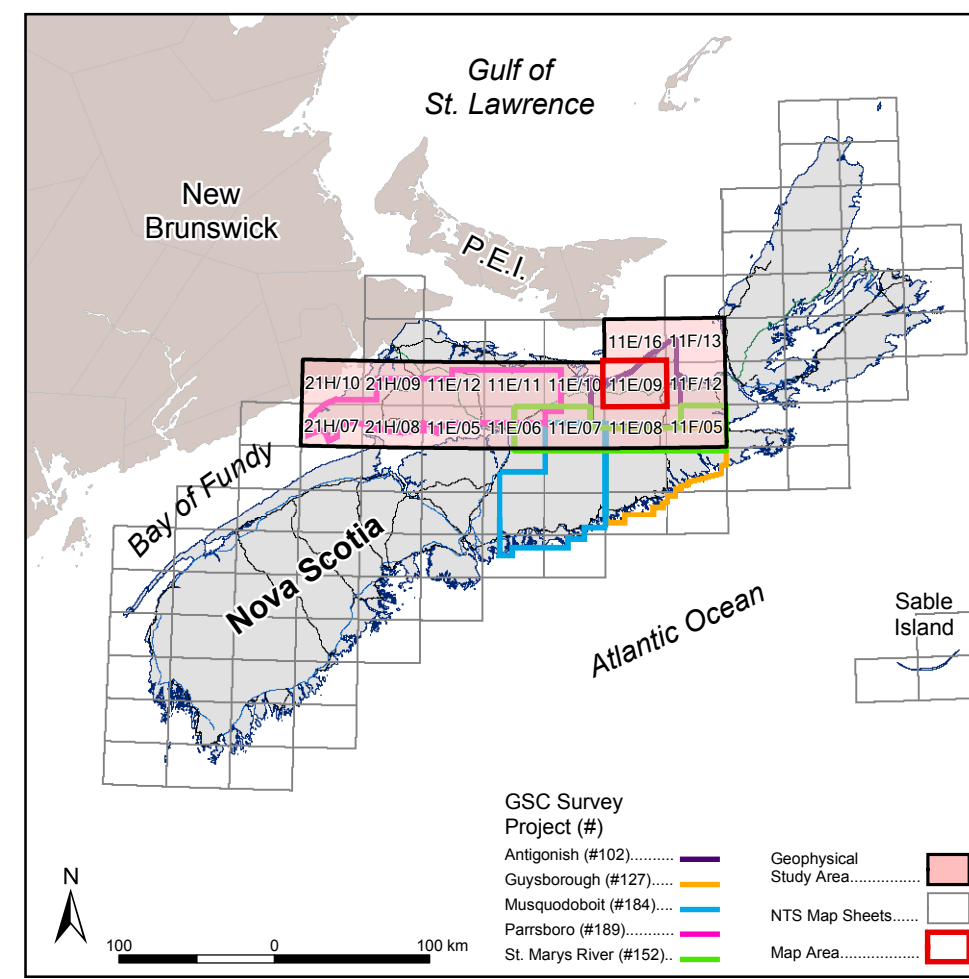 Gulf of
St. Lawrence
New
Brunswick
P.E.I.
11E/16 11F/13
21H/10 21H/09 11E/12 11E/11 11E/10 11E/09 11F/12
21H/07 21H/08 11E/05 11E/06 11E/07 11E/08 11F/05
Bay of Fundy
Nova Scotia
Atlantic Ocean
Sable
Island
GSC Survey
Project (#)
Antigonish (#102)..........
Guysborough (#127).....
Musquodoboit (#184)....
Parrsboro (#189)...........
St. Marys River (#152)..
Geophysical
Study Area................
NTS Map Sheets......
Map Area..................
N
100 0 100 km